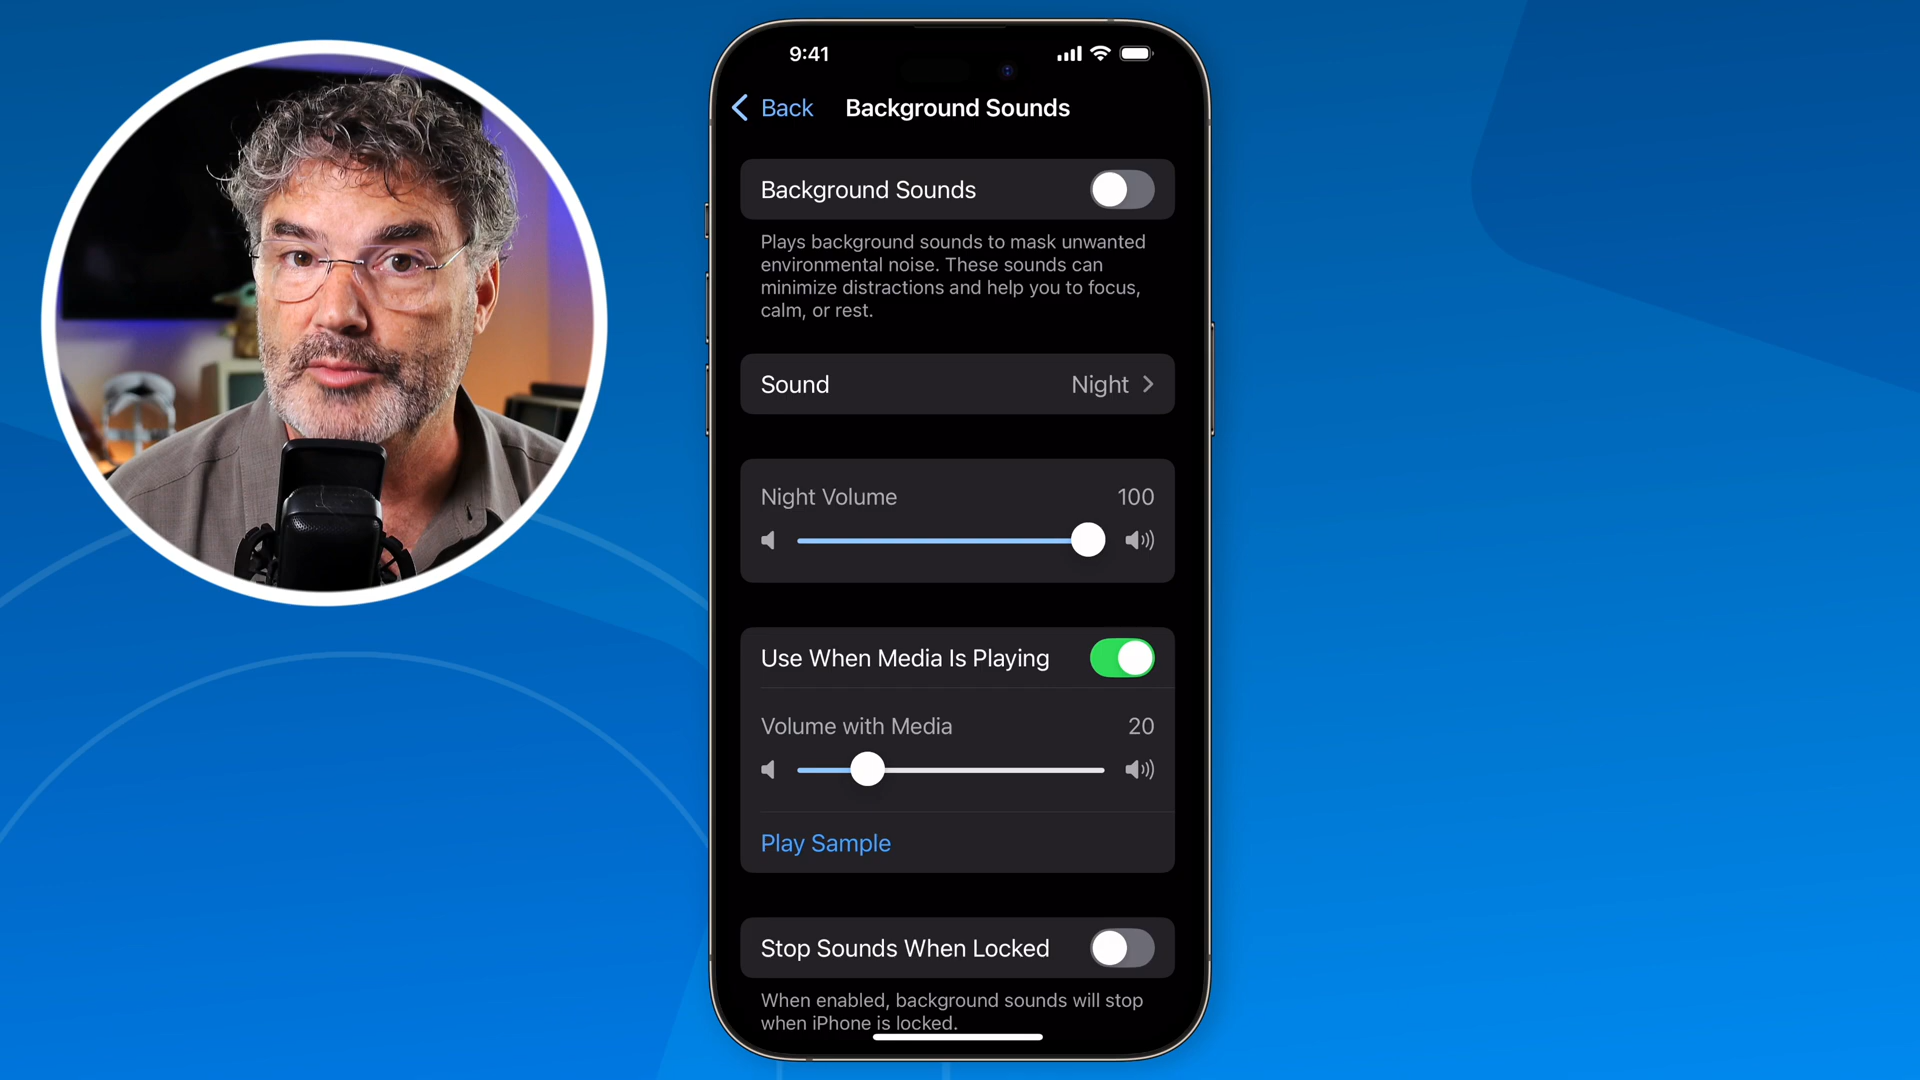 9:41
Back
Background Sounds
Background Sounds
Plays background sounds to mask unwanted
environmental noise. These sounds can
minimize distractions and help you to focus,
calm, or rest.
Sound
Night
Night Volume
100
Use When Media Is Playing
Volume with Media
20
Play Sample
Stop Sounds When Locked
When enabled, background sounds will stop
when iPhone is locked.